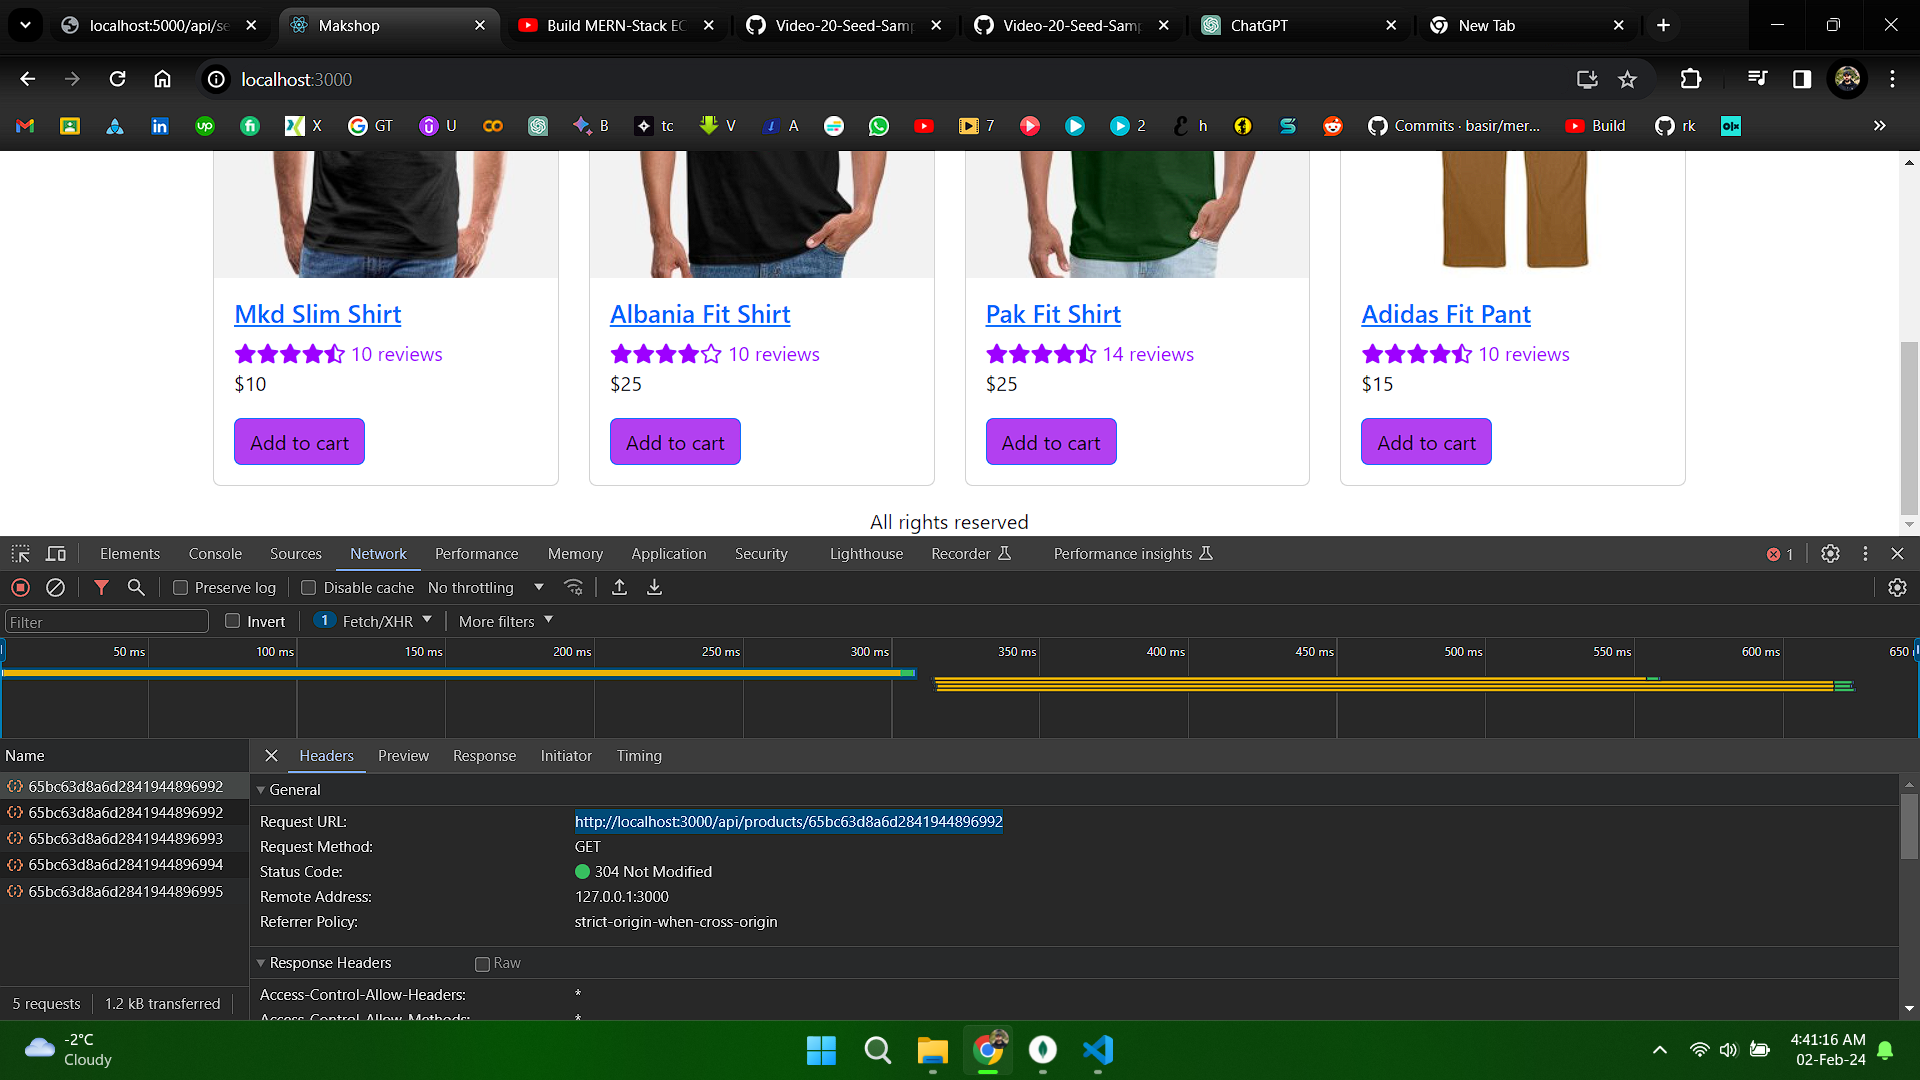 localhost:5000/api/se
Makshop
Build MERN-Stack EC
Video-20-Seed-Samp
Video-20-Seed-Samp
ChatGPT
New Tab
localhost:3000
X
GT
U
B
tc
V
A
7
2
h
Commits · basir/mer...
Build
rk
Mkd Slim Shirt
10 reviews
$10
Add to cart
Albania Fit Shirt
10 reviews
$25
Add to cart
Pak Fit Shirt
14 reviews
$25
Add to cart
Adidas Fit Pant
10 reviews
$15
Add to cart
All rights reserved
Elements Console Sources Network Performance Memory Application Security Lighthouse Recorder Performance insights 1
Preserve log Disable cache No throttling
Filter Invert 1 Fetch/XHR More filters
50 ms 100 ms 150 ms 200 ms 250 ms 300 ms 350 ms 400 ms 450 ms 500 ms 550 ms 600 ms 650
Name
65bc63d8a6d2841944896992
65bc63d8a6d2841944896992
65bc63d8a6d2841944896993
65bc63d8a6d2841944896994
65bc63d8a6d2841944896995
5 requests 1.2 kB transferred
Headers Preview Response Initiator Timing
General
Request URL: http://localhost:3000/api/products/65bc63d8a6d2841944896992
Request Method: GET
Status Code: 304 Not Modified
Remote Address: 127.0.0.1:3000
Referrer Policy: strict-origin-when-cross-origin
Response Headers Raw
Access-Control-Allow-Headers: *
Access-Control-Allow-Methods: *
-2°C
Cloudy
4:41:16 AM
02-Feb-24